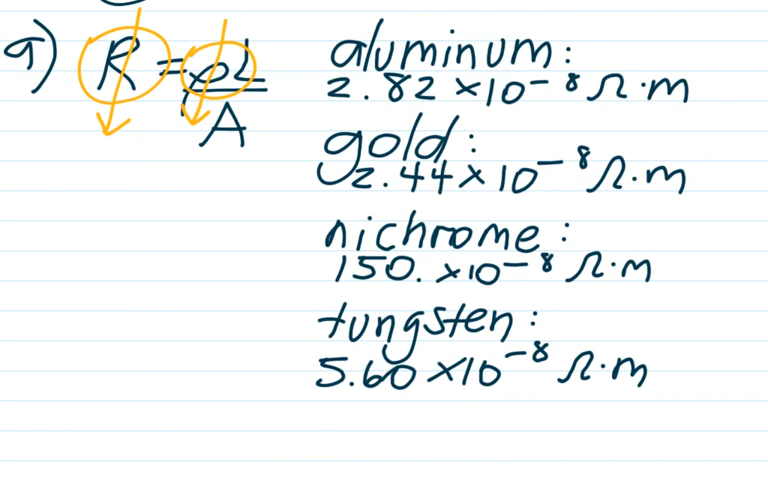 a) R = ρL
A
aluminum:
2.82 ×10⁻⁸ Ω·m
gold:
2.44×10⁻⁸ Ω·m
nichrome:
150. ×10⁻⁸ Ω·m
tungsten:
5.60 ×10⁻⁸ Ω·m